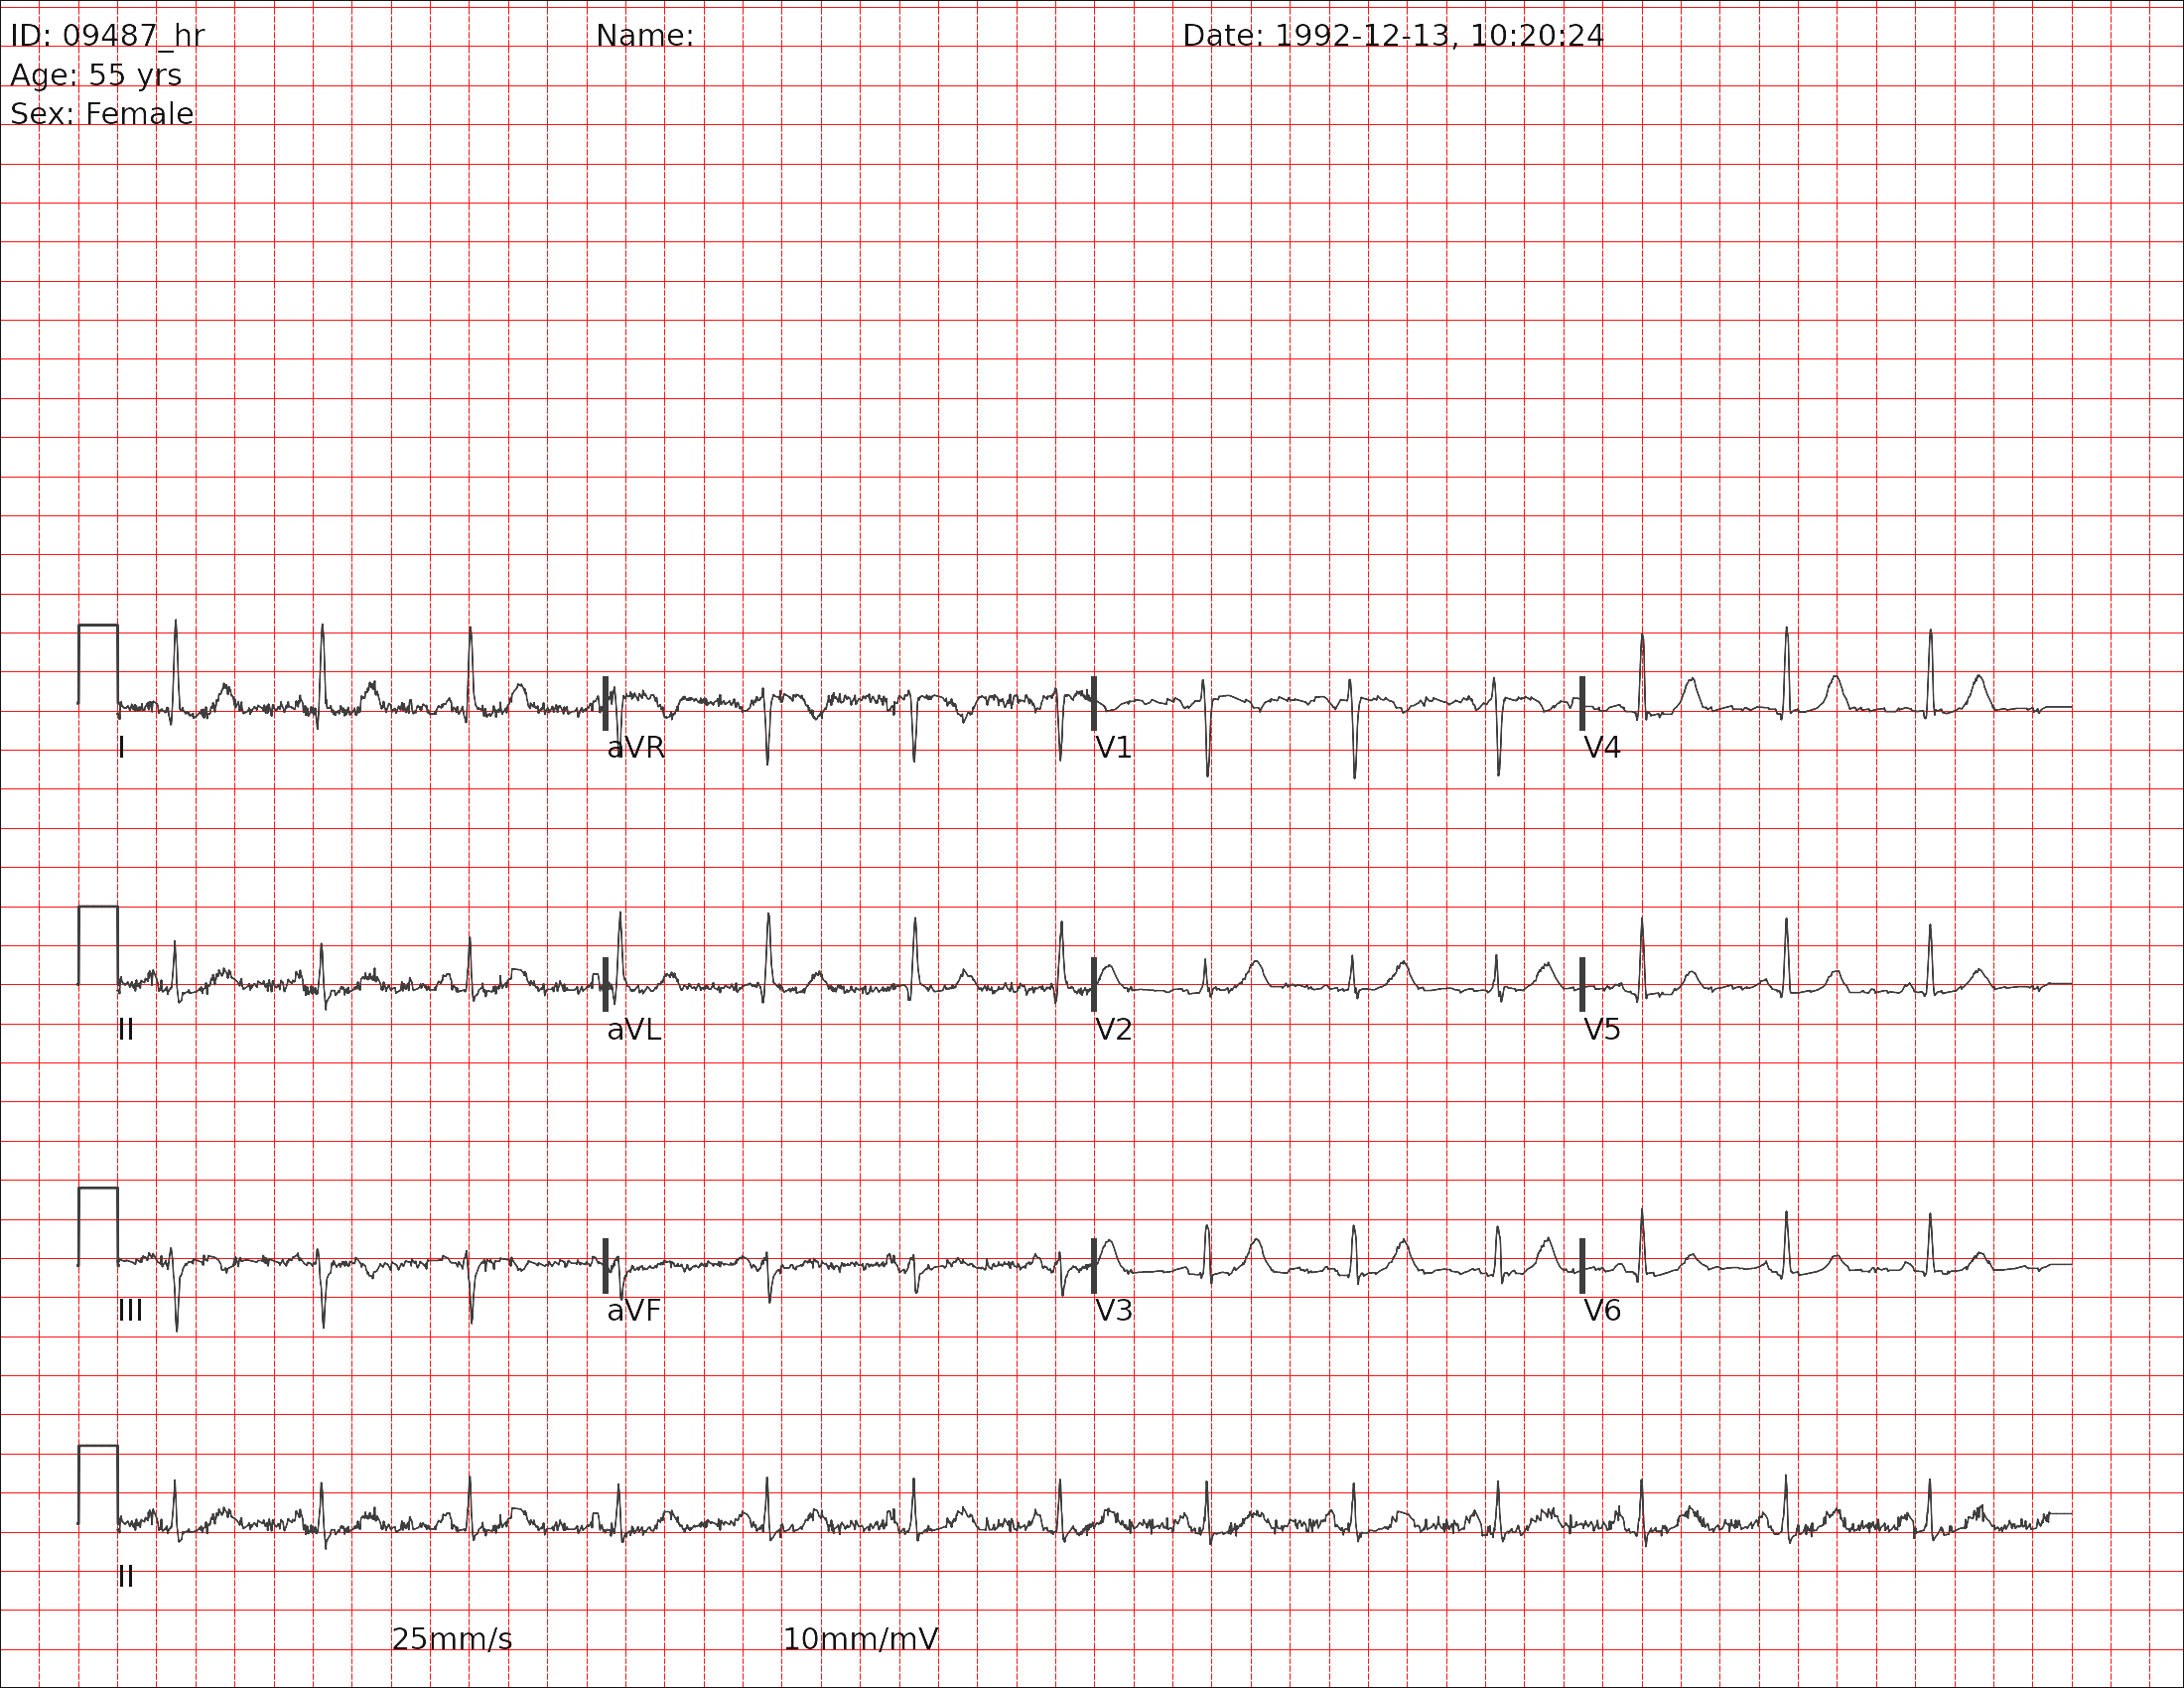 ID: 09487_hr Name: Date: 1992-12-13, 10:20:24
Age: 55 yrs
Sex: Female
I aVR V1 V4
II aVL V2 V5
III aVF V3 V6
II
25mm/s 10mm/mV